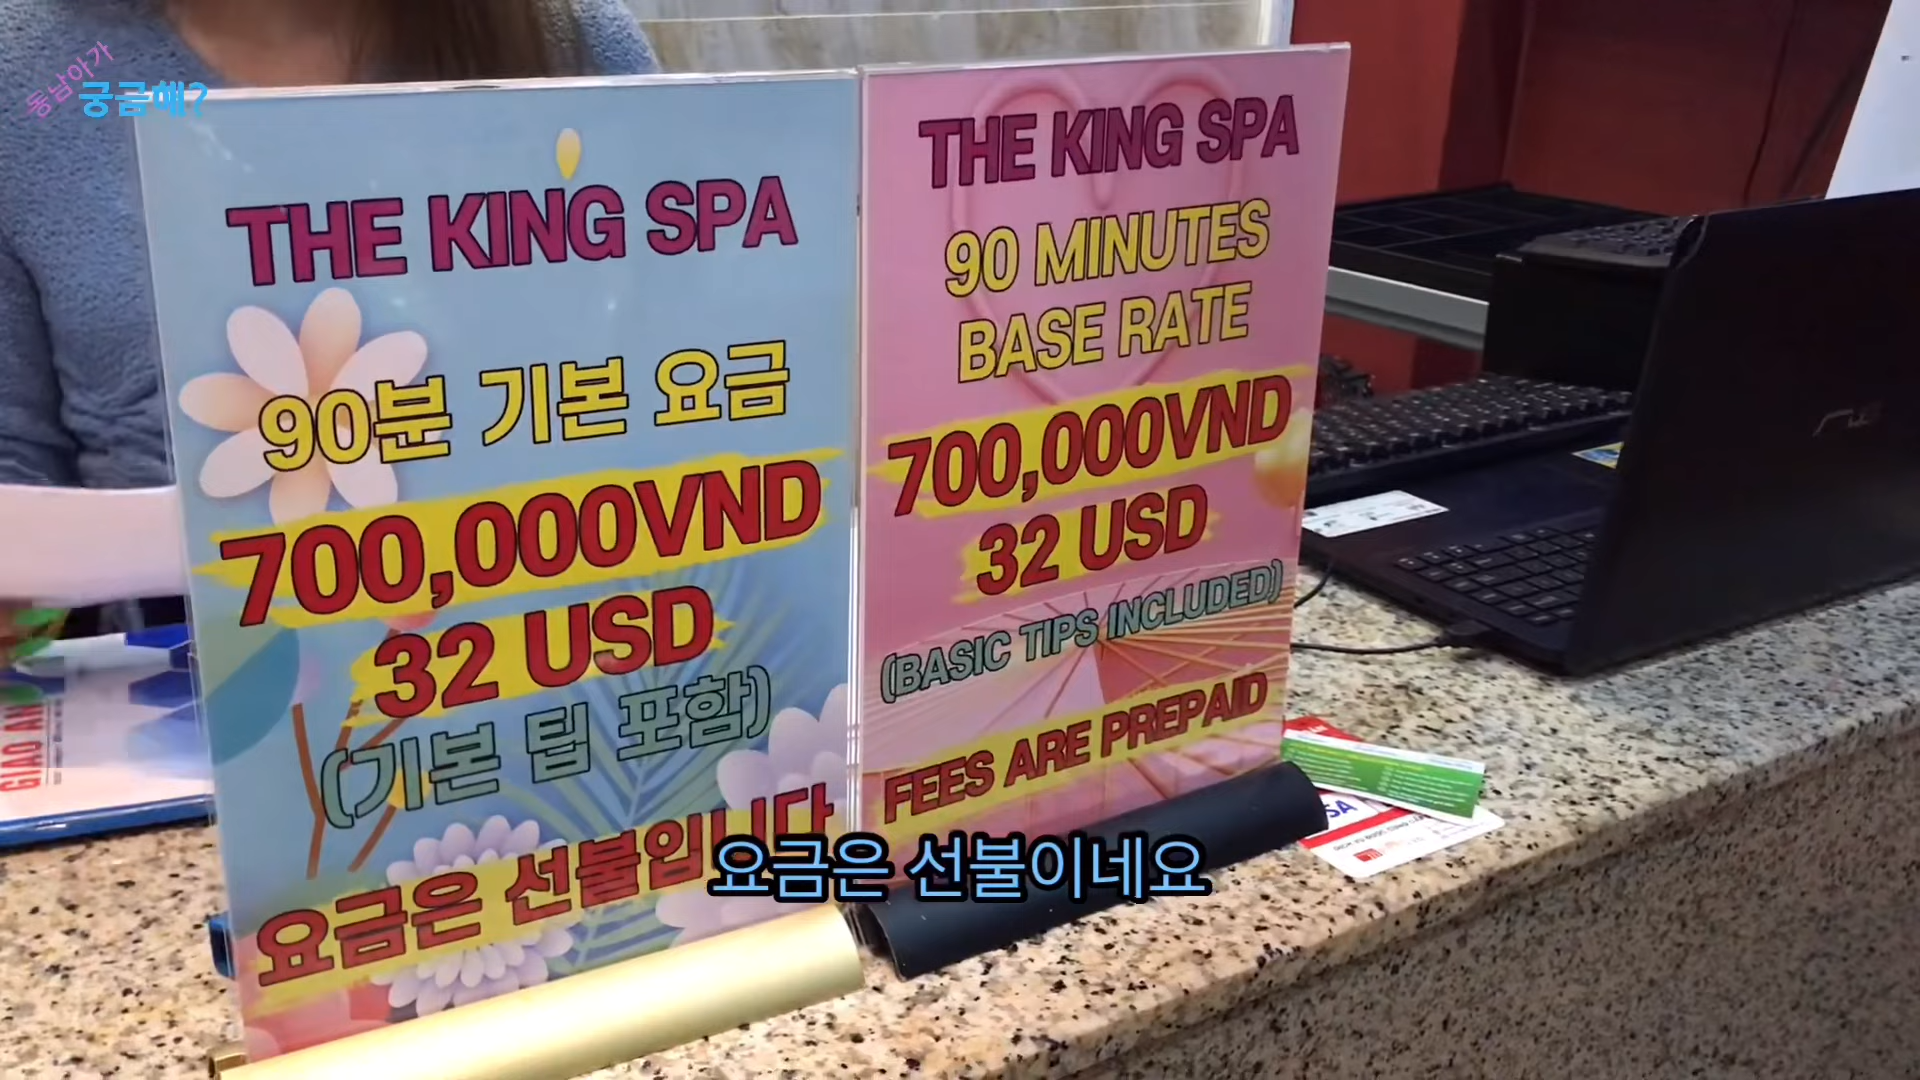 동남아가
궁금해?
THE KING SPA
90분 기본 요금
700,000VND
32 USD
(기본 팁 포함)
요금은 선불입니다
THE KING SPA
90 MINUTES
BASE RATE
700,000VND
32 USD
(BASIC TIPS INCLUDED)
FEES ARE PREPAID
GIAO AN
요금은 선불이네요